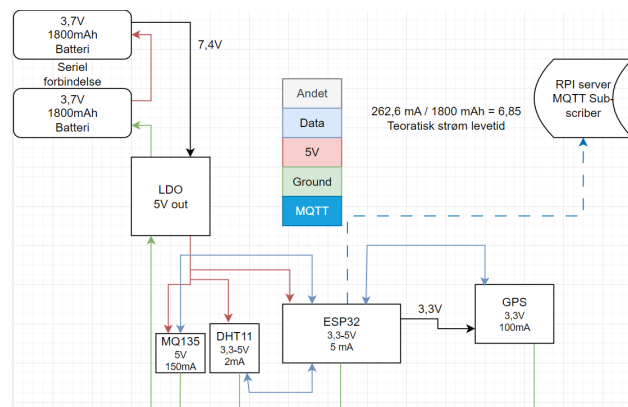 3,7V
1800mAh
Batteri
Seriel
forbindelse
3,7V
1800mAh
Batteri
7,4V
LDO
5V out
Andet
Data
5V
Ground
MQTT
262,6 mA / 1800 mAh = 6,85
Teoratisk strøm levetid
RPI server
MQTT Sub-
scriber
MQ135
5V
150mA
DHT11
3,3-5V
2mA
ESP32
3,3-5V
5 mA
3,3V
GPS
3,3V
100mA